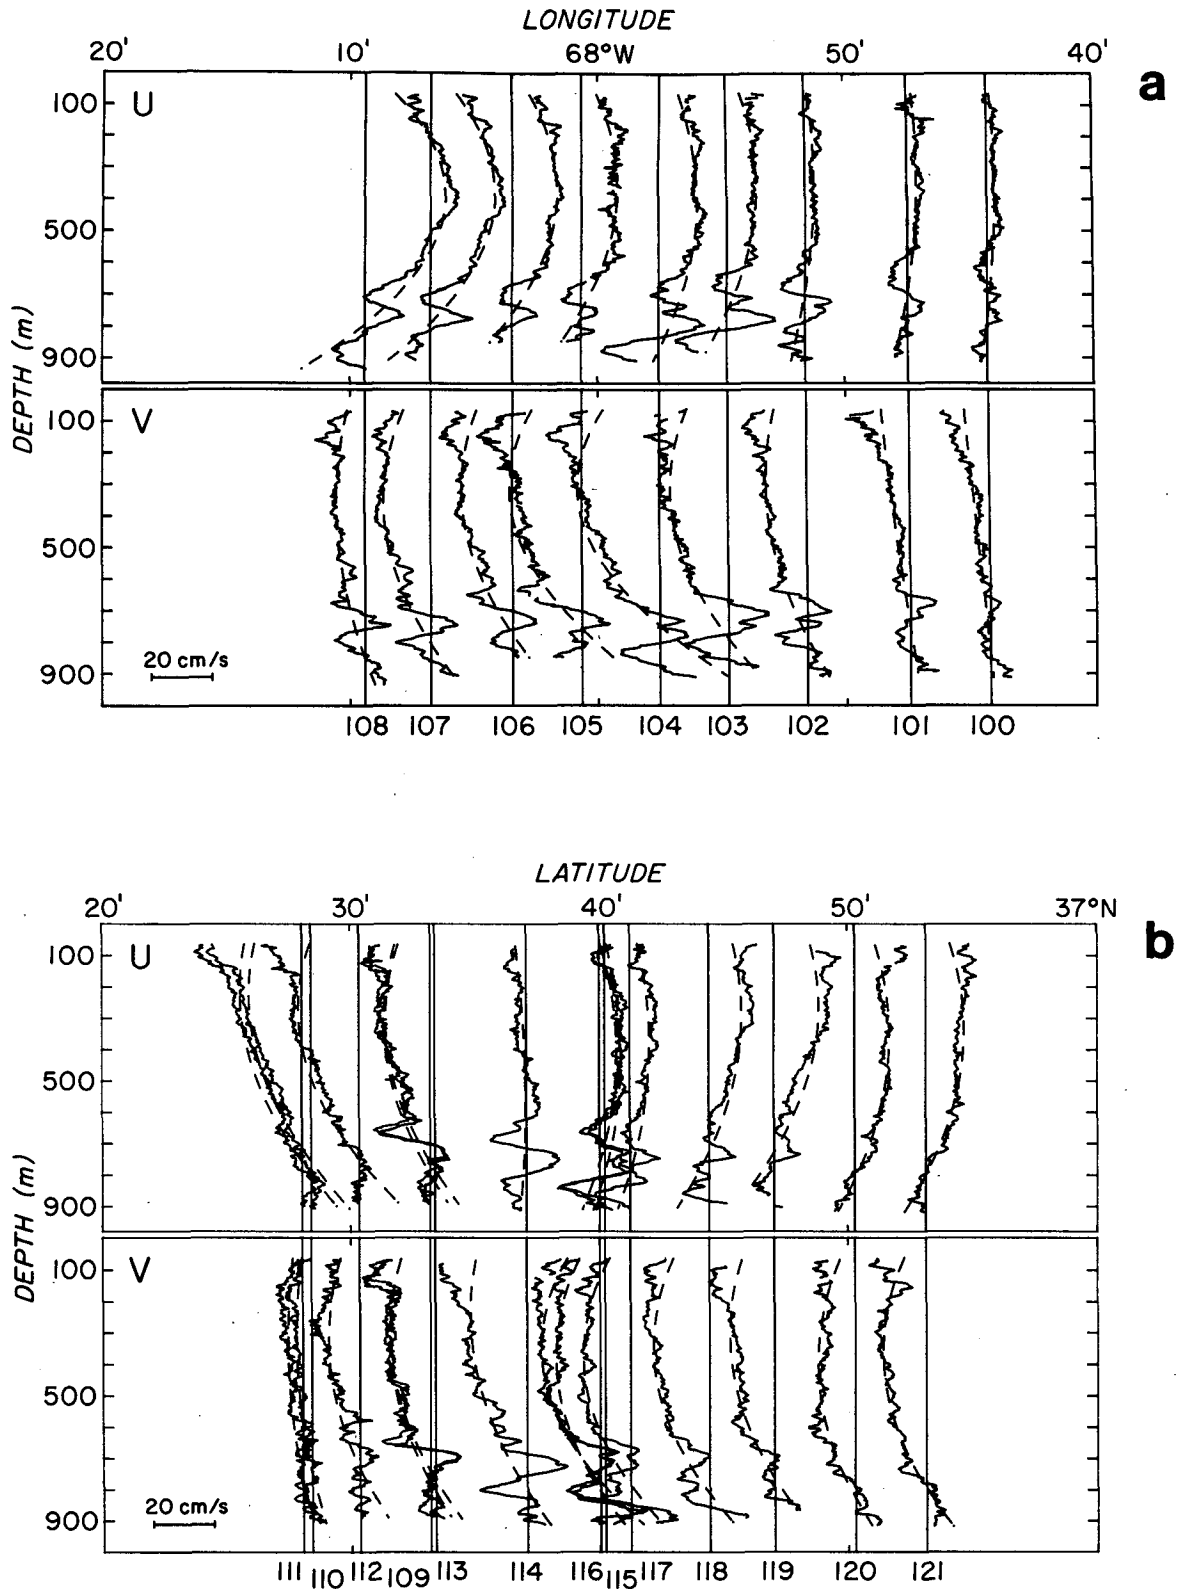 LONGITUDE
20' 10' 68°W 50' 40'
a
100 U
500
900
DEPTH (m)
100 V
500
900
20 cm/s
108 107 106 105 104 103 102 101 100
LATITUDE
20' 30' 40' 50' 37°N
b
100 U
500
900
DEPTH (m)
100 V
500
900
20 cm/s
111 110 112 109 113 114 116 115 117 118 119 120 121